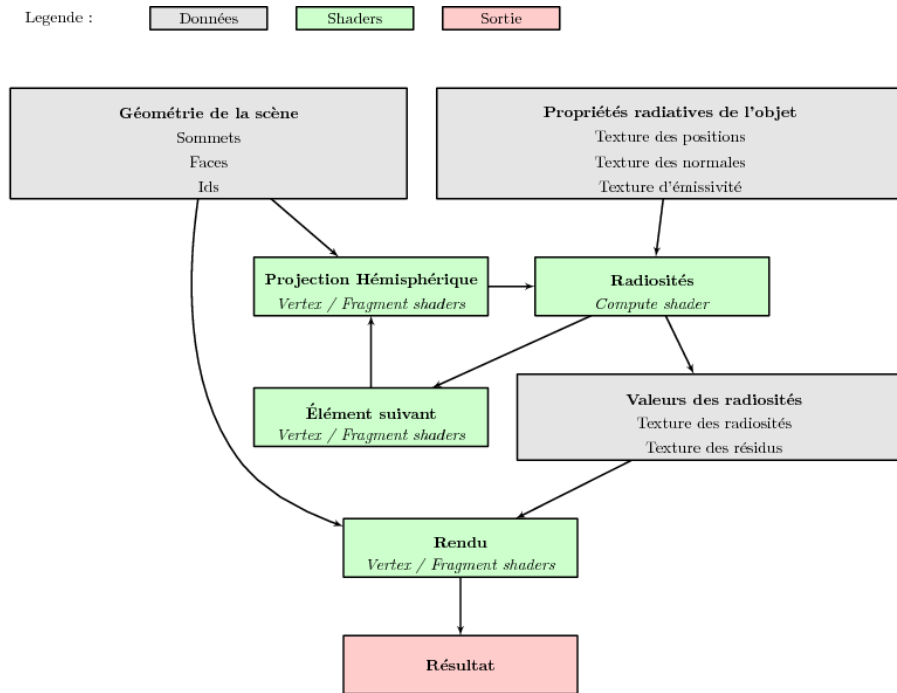 Legende :
Données
Shaders
Sortie
Géométrie de la scène
Sommets
Faces
Ids
Propriétés radiatives de l'objet
Texture des positions
Texture des normales
Texture d'émissivité
Projection Hémisphérique
Vertex / Fragment shaders
Radiosités
Compute shader
Élément suivant
Vertex / Fragment shaders
Valeurs des radiosités
Texture des radiosités
Texture des résidus
Rendu
Vertex / Fragment shaders
Résultat